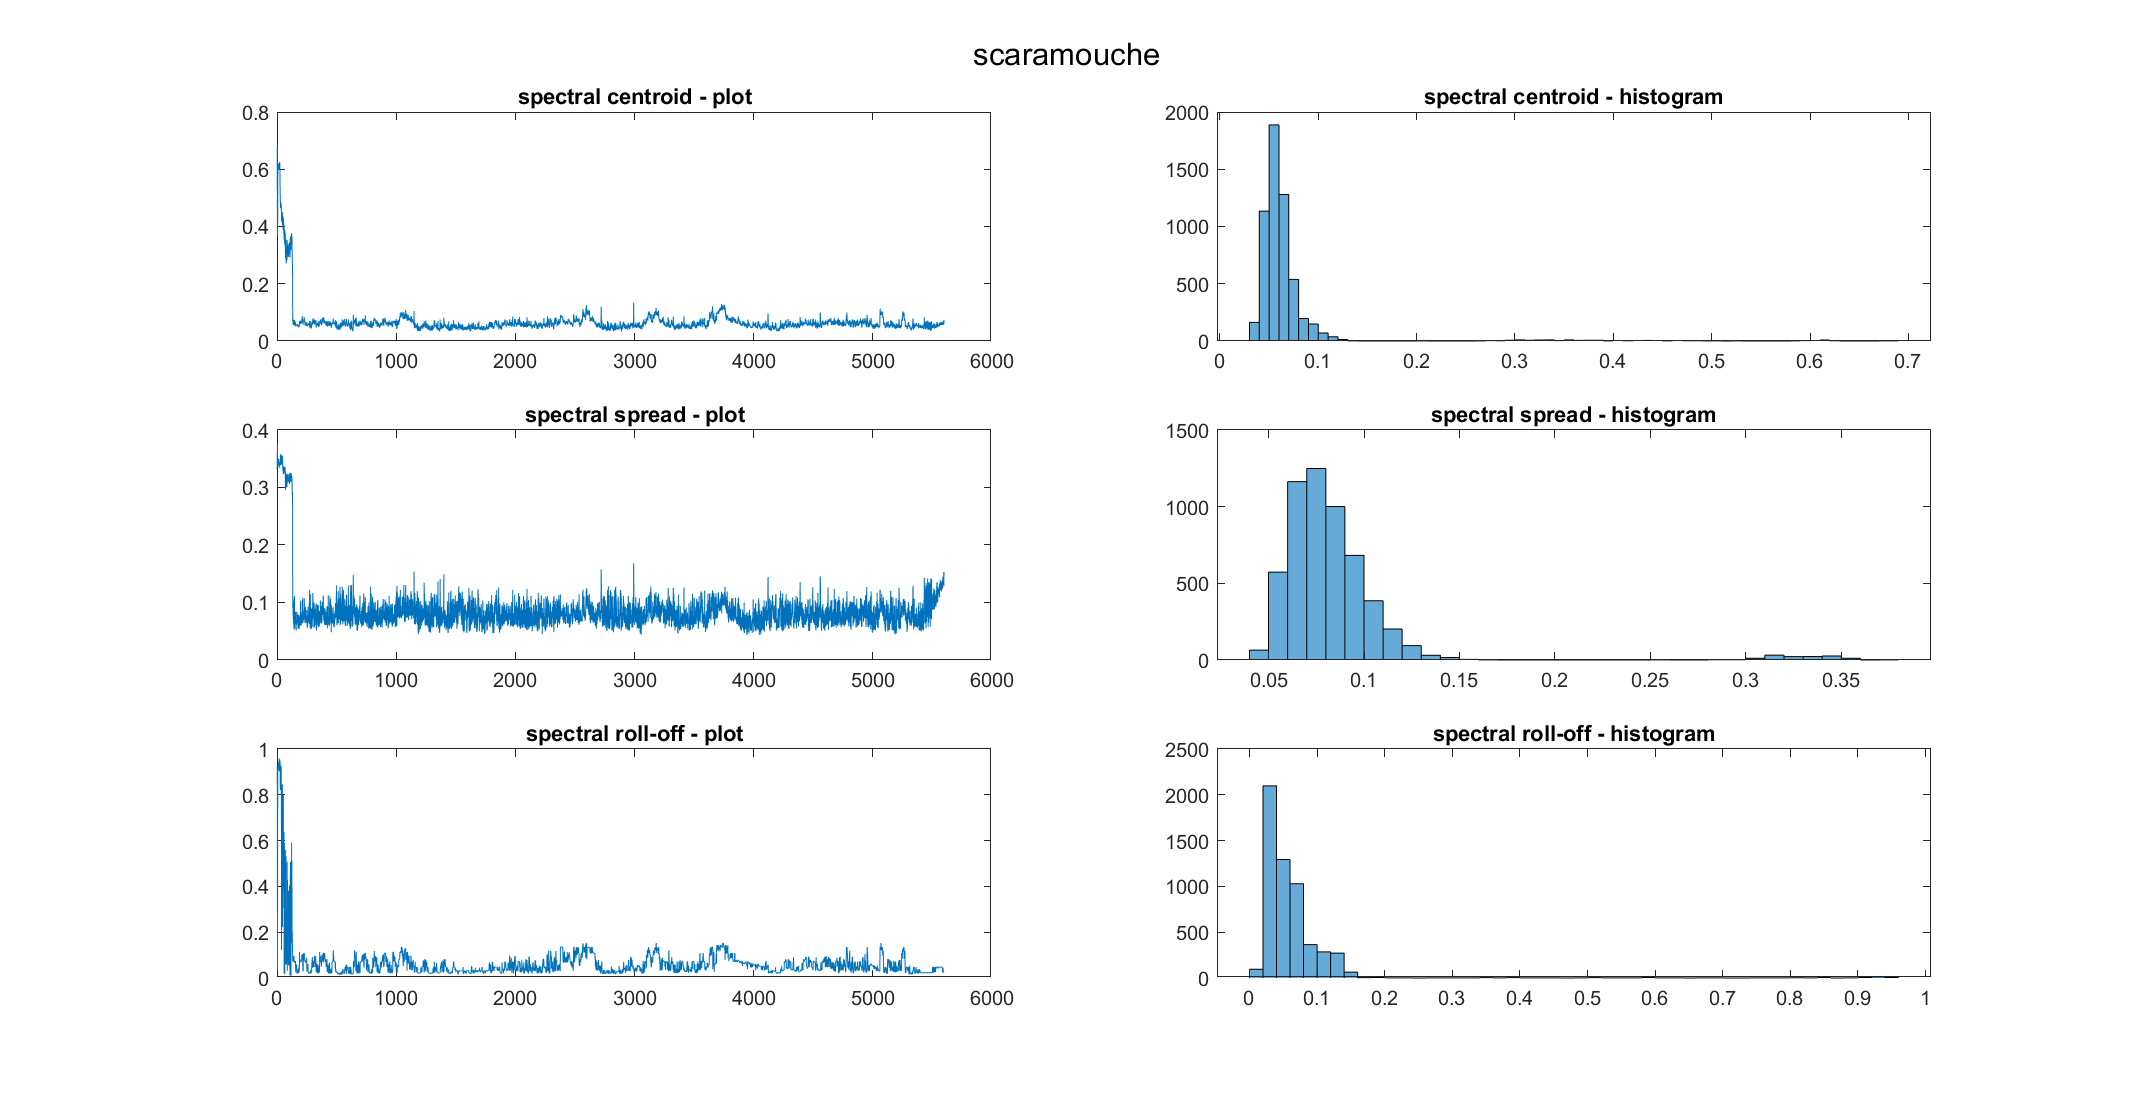 scaramouche
spectral centroid - plot
0.8
0.6
0.4
0.2
0
0 1000 2000 3000 4000 5000 6000
spectral centroid - histogram
2000
1500
1000
500
0
0 0.1 0.2 0.3 0.4 0.5 0.6 0.7
spectral spread - plot
0.4
0.3
0.2
0.1
0
0 1000 2000 3000 4000 5000 6000
spectral spread - histogram
1500
1000
500
0
0.05 0.1 0.15 0.2 0.25 0.3 0.35
spectral roll-off - plot
1
0.8
0.6
0.4
0.2
0
0 1000 2000 3000 4000 5000 6000
spectral roll-off - histogram
2500
2000
1500
1000
500
0
0 0.1 0.2 0.3 0.4 0.5 0.6 0.7 0.8 0.9 1